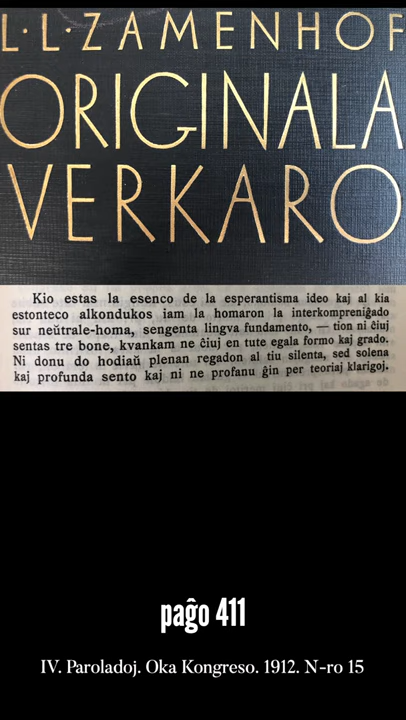 L·L·ZAMENHOF
ORIGINALA
VERKARO
Kio estas la esenco de la esperantisma ideo kaj al kia
estonteco alkondukos iam la homaron la interkompreniĝado
sur neŭtrale-homa, sengenta lingva fundamento, — tion ni ĉiuj
sentas tre bone, kvankam ne ĉiuj en tute egala formo kaj grado.
Ni donu do hodiaŭ plenan regadon al tiu silenta, sed solena
kaj profunda sento kaj ni ne profanu ĝin per teoriaj klarigoj.
paĝo 411
IV. Paroladoj. Oka Kongreso. 1912. N-ro 15